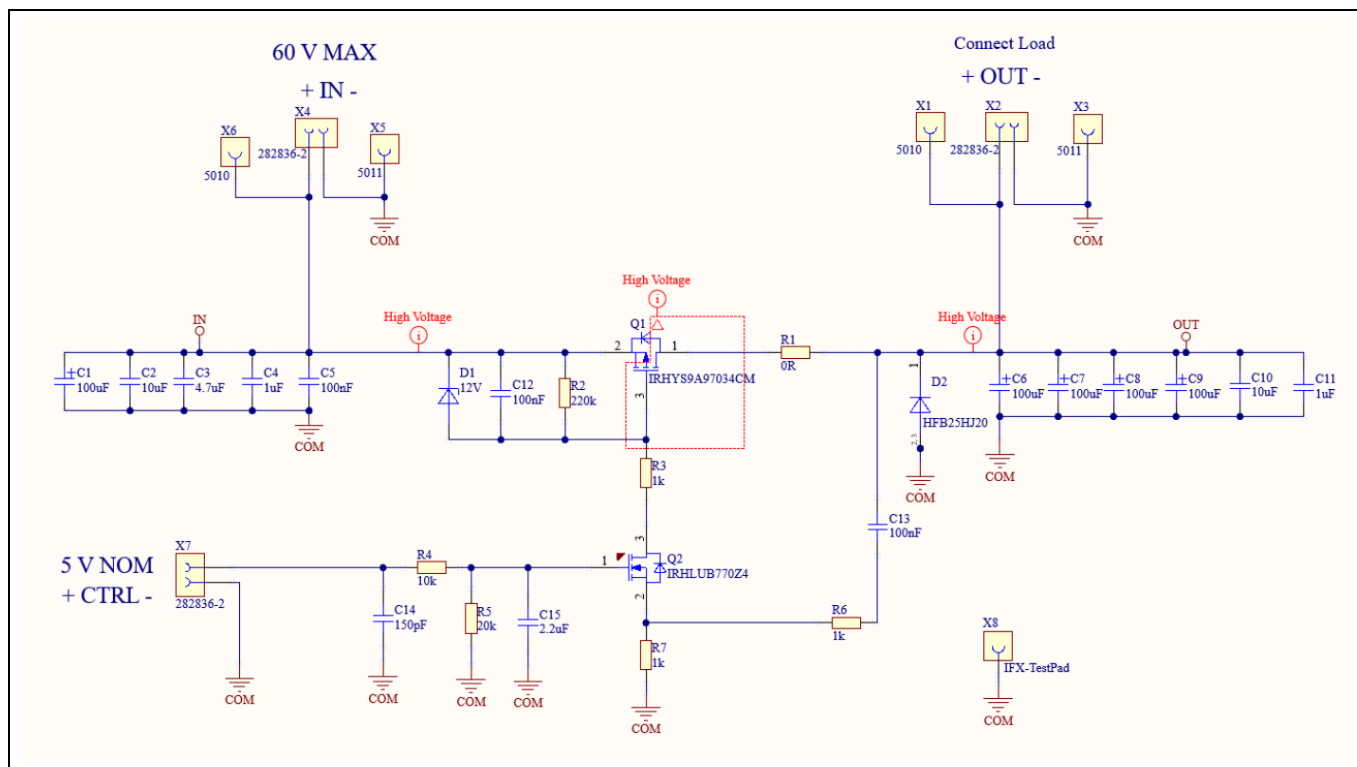 60 V MAX
+ IN -
X6
5010
X4
282836-2
X5
5011
COM
Connect Load
+ OUT -
X1
5010
X2
282836-2
X3
5011
COM
IN
High Voltage
High Voltage
High Voltage
OUT
C1
100uF
C2
10uF
C3
4.7uF
C4
1uF
C5
100nF
COM
D1
12V
C12
100nF
R2
220k
Q1
2
1
3
IRHYS9A97034CM
R1
0R
1
D2
HFB25HJ20
2, 3
COM
C6
100uF
C7
100uF
C8
100uF
C9
100uF
C10
10uF
C11
1uF
COM
R3
1k
C13
100nF
5 V NOM
+ CTRL -
X7
282836-2
COM
C14
150pF
COM
R4
10k
R5
20k
COM
C15
2.2uF
COM
3
1
2
Q2
IRHLUB770Z4
R6
1k
R7
1k
COM
X8
IFX-TestPad
COM